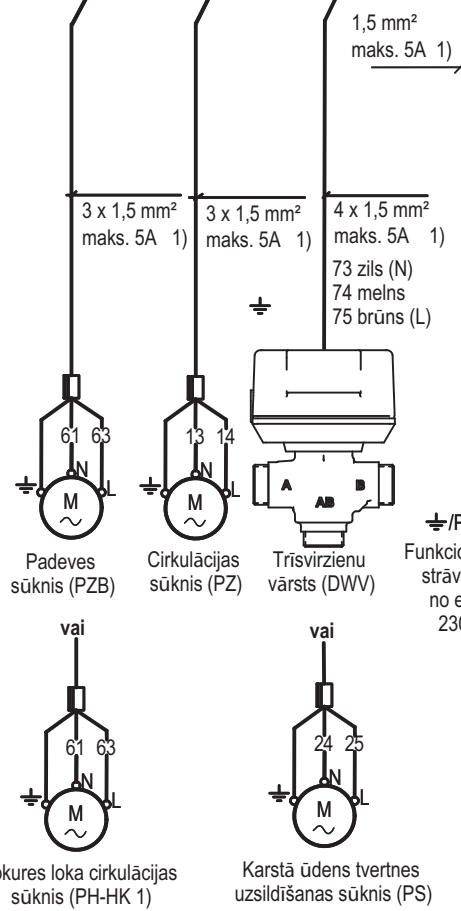 1,5 mm²
maks. 5A 1)
3 x 1,5 mm²
maks. 5A 1)
3 x 1,5 mm²
maks. 5A 1)
4 x 1,5 mm²
maks. 5A 1)
73 zils (N)
74 melns
75 brūns (L)
61 63
N
L
M
13 14
N
L
M
A
B
AB
Padeves
sūknis (PZB)
Cirkulācijas
sūknis (PZ)
Trīsvirzienu
vārsts (DWV)
no
vai
61 63
N
L
M
vai
24 25
N
L
M
loka cirkulācijas
sūknis (PH-HK 1)
Karstā ūdens tvertnes
uzsildīšanas sūknis (PS)